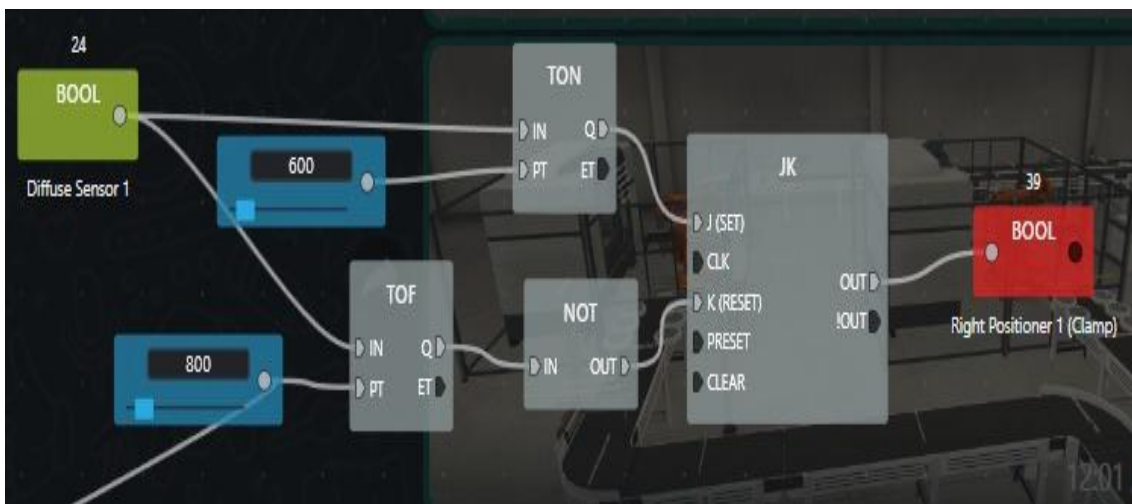 24
BOOL
Diffuse Sensor 1
600
TON
IN Q
PT ET
JK
J (SET)
CLK
K (RESET)
PRESET
CLEAR
OUT
!OUT
39
BOOL
Right Positioner 1 (Clamp)
800
TOF
IN Q
PT ET
NOT
IN OUT
12:01